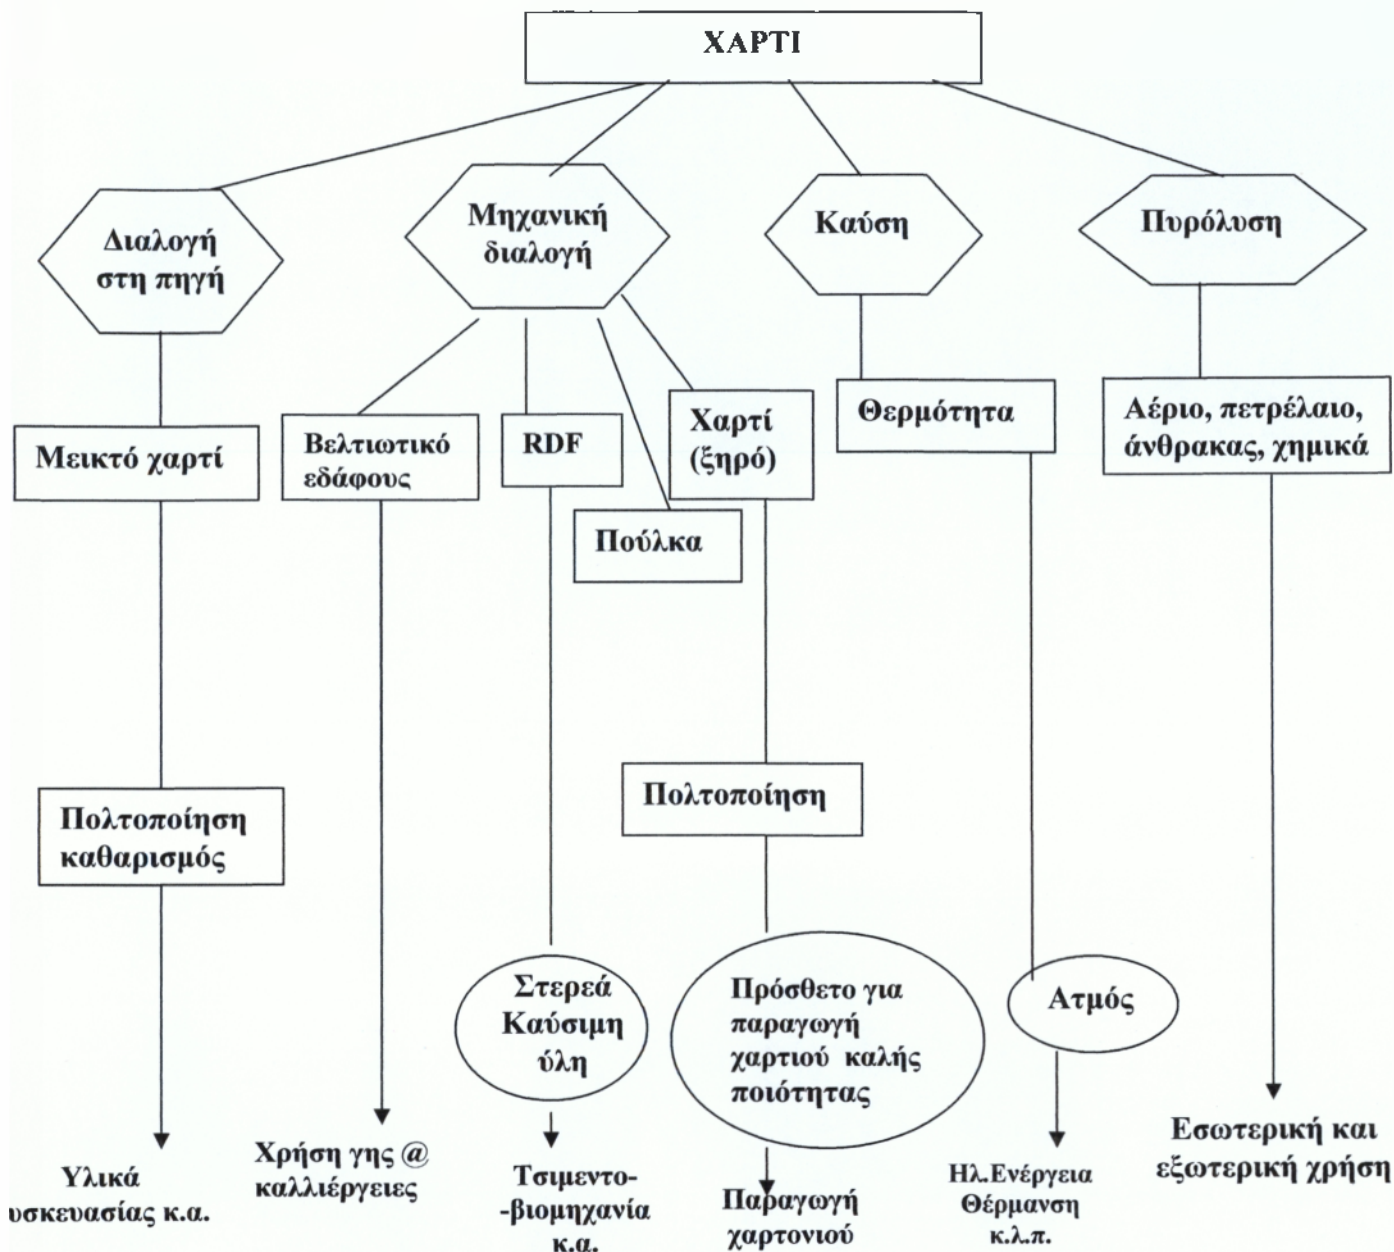 ΧΑΡΤΙ
Διαλογή
στη πηγή
Μηχανική
διαλογή
Καύση
Πυρόλυση
Μεικτό χαρτί
Βελτιωτικό
εδάφους
RDF
Πούλκα
Χαρτί
(ξηρό)
Θερμότητα
Αέριο, πετρέλαιο,
άνθρακας, χημικά
Πολτοποίηση
καθαρισμός
Πολτοποίηση
Στερεά
Καύσιμη
ύλη
Πρόσθετο για
παραγωγή
χαρτιού καλής
ποιότητας
Ατμός
Υλικά
υσκευασίας κ.α.
Χρήση γης @
καλλιέργειες
Τσιμεντο-
-βιομηχανία
κ.α.
Παραγωγή
χαρτονιού
Ηλ.Ενέργεια
Θέρμανση
κ.λ.π.
Εσωτερική και
εξωτερική χρήση